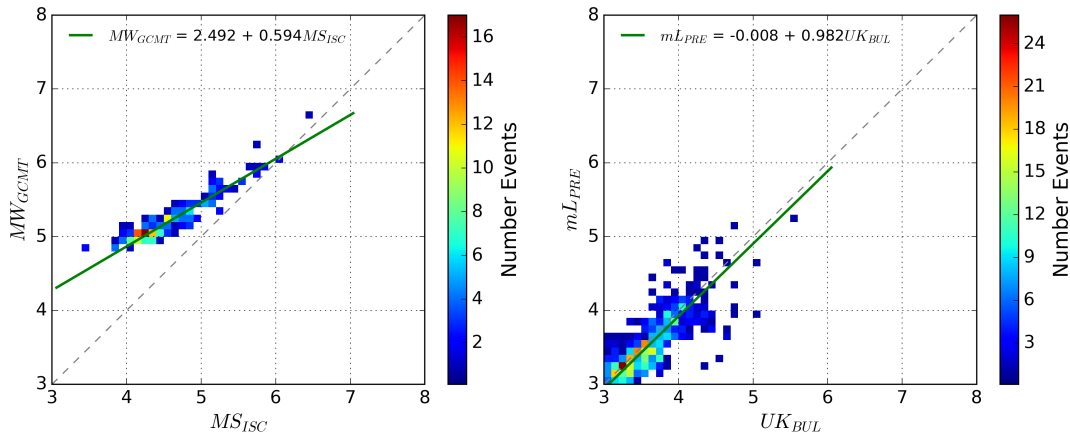 8
7
6
5
4
3
MW_GCMT
MW_GCMT = 2.492 + 0.594MS_ISC
3 4 5 6 7 8
MS_ISC
16
14
12
10
8
6
4
2
Number Events
8
7
6
5
4
3
mL_PRE
mL_PRE = -0.008 + 0.982UK_BUL
3 4 5 6 7 8
UK_BUL
24
21
18
15
12
9
6
3
Number Events